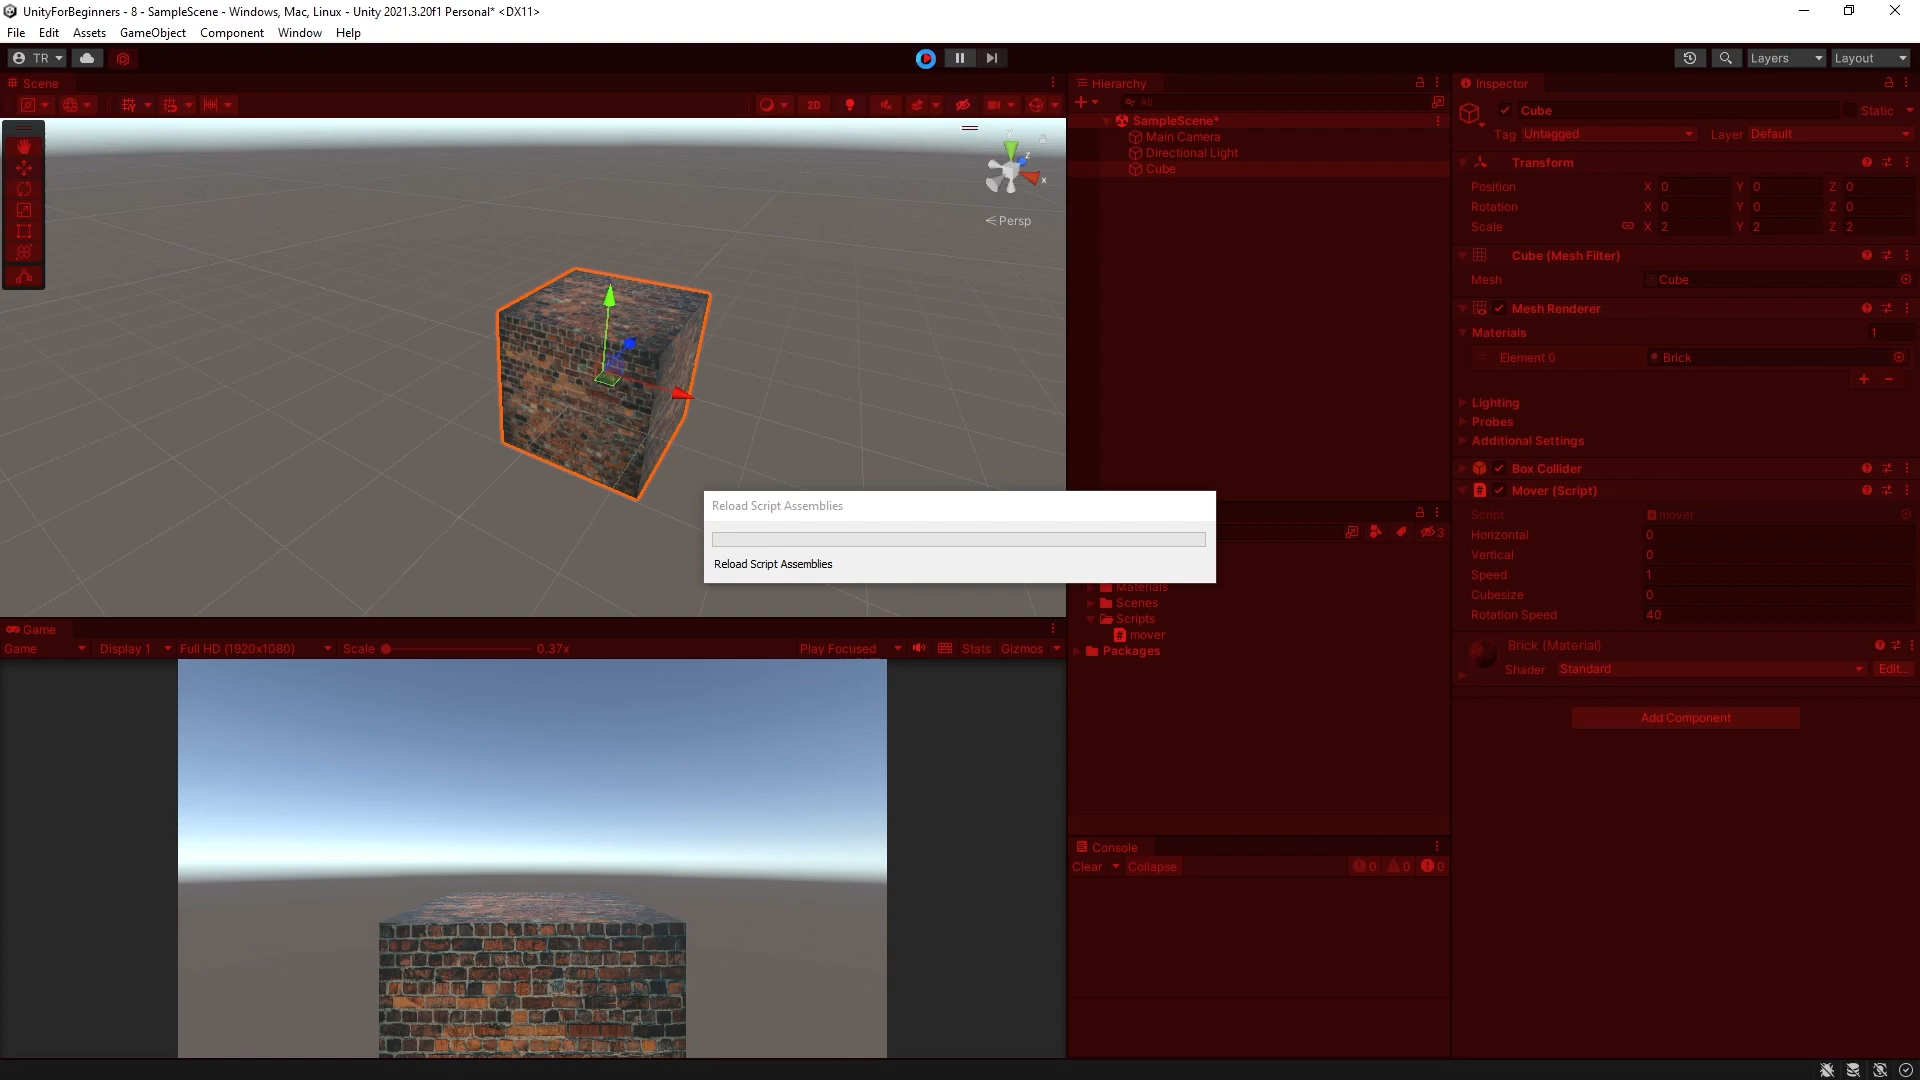 UnityForBeginners - 8 - SampleScene - Windows, Mac, Linux - Unity 2021.3.20f1 Personal* <DX11>
File Edit Assets GameObject Component Window Help
TR Layers Layout
Scene
2D
Y
Z
X
Persp
Hierarchy
All
SampleScene*
Main Camera
Directional Light
Cube
Inspector
Cube Static
Tag Untagged Layer Default
Transform
Position X 0 Y 0 Z 0
Rotation X 0 Y 0 Z 0
Scale X 2 Y 2 Z 2
Cube (Mesh Filter)
Mesh Cube
Mesh Renderer
Materials 1
Element 0 Brick
Lighting
Probes
Additional Settings
Box Collider
Mover (Script)
Script mover
Horizontal 0
Vertical 0
Speed 1
Cubesize 0
Rotation Speed 40
Brick (Material)
Shader Standard Edit...
Add Component
Reload Script Assemblies
Reload Script Assemblies
3
Materials
Scenes
Scripts
mover
Packages
Game
Game Display 1 Full HD (1920x1080) Scale 0.37x Play Focused Stats Gizmos
Console
Clear Collapse 0 0 0